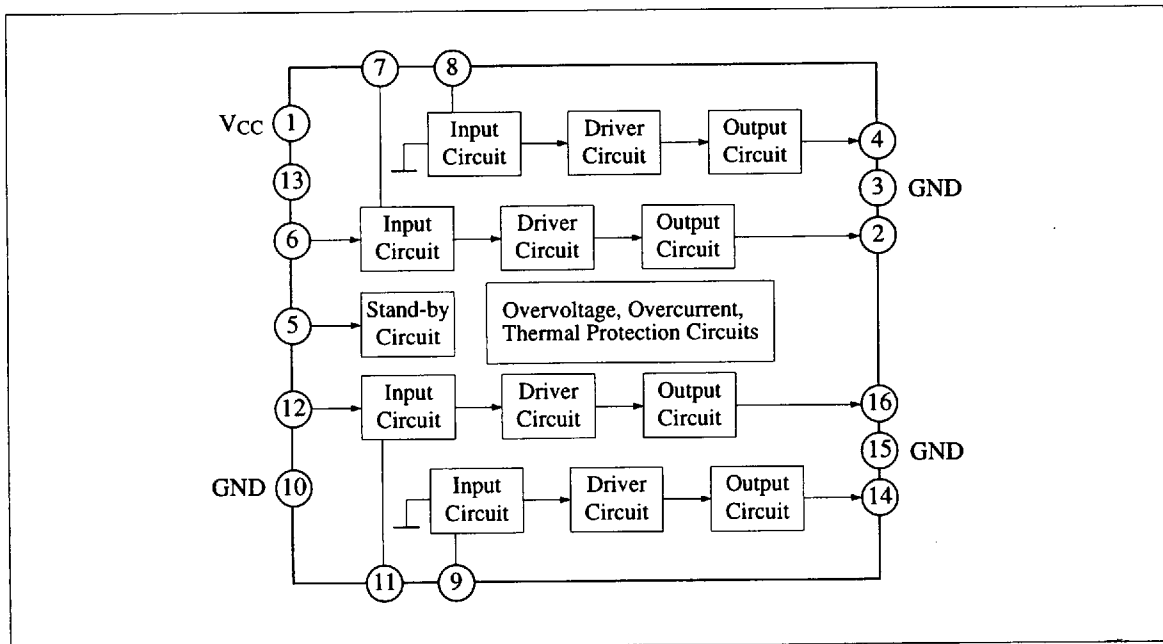 7
8
VCC 1
Input
Circuit
Driver
Circuit
Output
Circuit
4
13
3 GND
6
Input
Circuit
Driver
Circuit
Output
Circuit
2
5
Stand-by
Circuit
Overvoltage, Overcurrent,
Thermal Protection Circuits
12
Input
Circuit
Driver
Circuit
Output
Circuit
16
15 GND
GND 10
Input
Circuit
Driver
Circuit
Output
Circuit
14
11
9